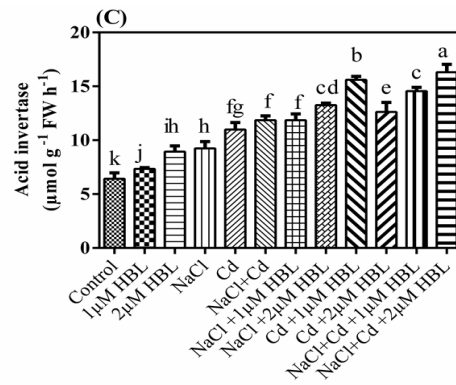 (C)
Acid invertase
(µmol g-1 FW h-1)
20
15
10
5
0
k
j
ih
h
fg
f
f
cd
b
e
c
a
Control
1µM HBL
2µM HBL
NaCl
Cd
NaCl+Cd
NaCl +1µM HBL
NaCl +2µM HBL
Cd +1µM HBL
Cd +2µM HBL
NaCl+Cd +1µM HBL
NaCl+Cd +2µM HBL